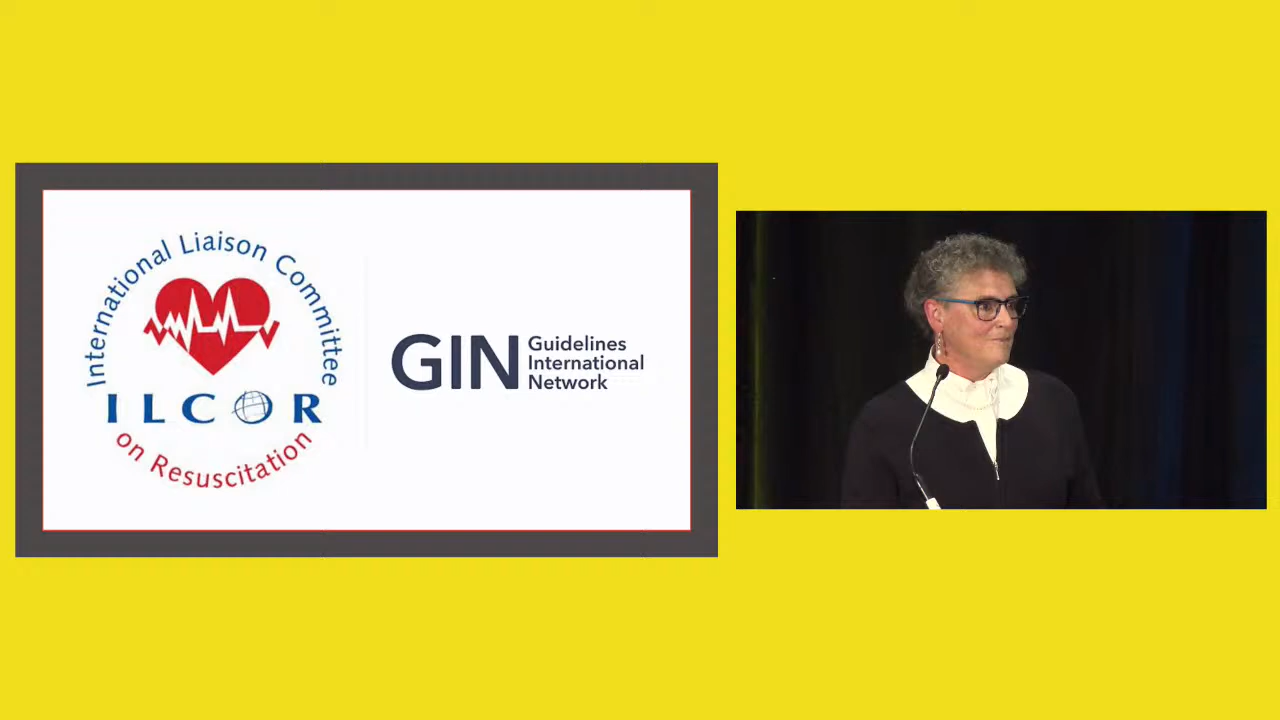 International Liaison Committee
ILCOR
on Resuscitation
GIN
Guidelines
International
Network